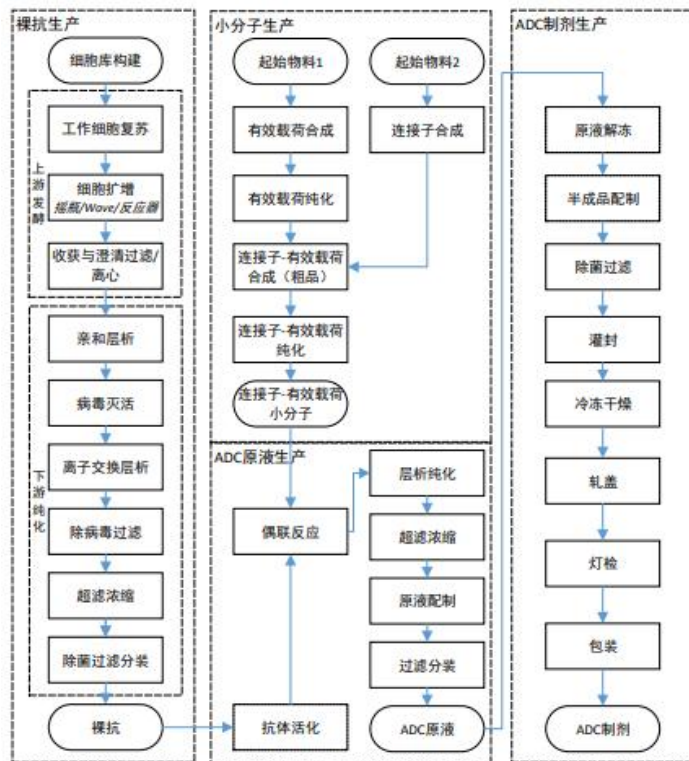 裸抗生产
细胞库构建
上游发酵
工作细胞复苏
细胞扩增
摇瓶/Wave/反应器
收获与澄清过滤/
离心
下游纯化
亲和层析
病毒灭活
离子交换层析
除病毒过滤
超滤浓缩
除菌过滤分装
裸抗
小分子生产
起始物料1
起始物料2
有效载荷合成
连接子合成
有效载荷纯化
连接子-有效载荷
合成（粗品）
连接子-有效载荷
纯化
连接子-有效载荷
小分子
ADC原液生产
抗体活化
偶联反应
层析纯化
超滤浓缩
原液配制
过滤分装
ADC原液
ADC制剂生产
原液解冻
半成品配制
除菌过滤
灌封
冷冻干燥
轧盖
灯检
包装
ADC制剂